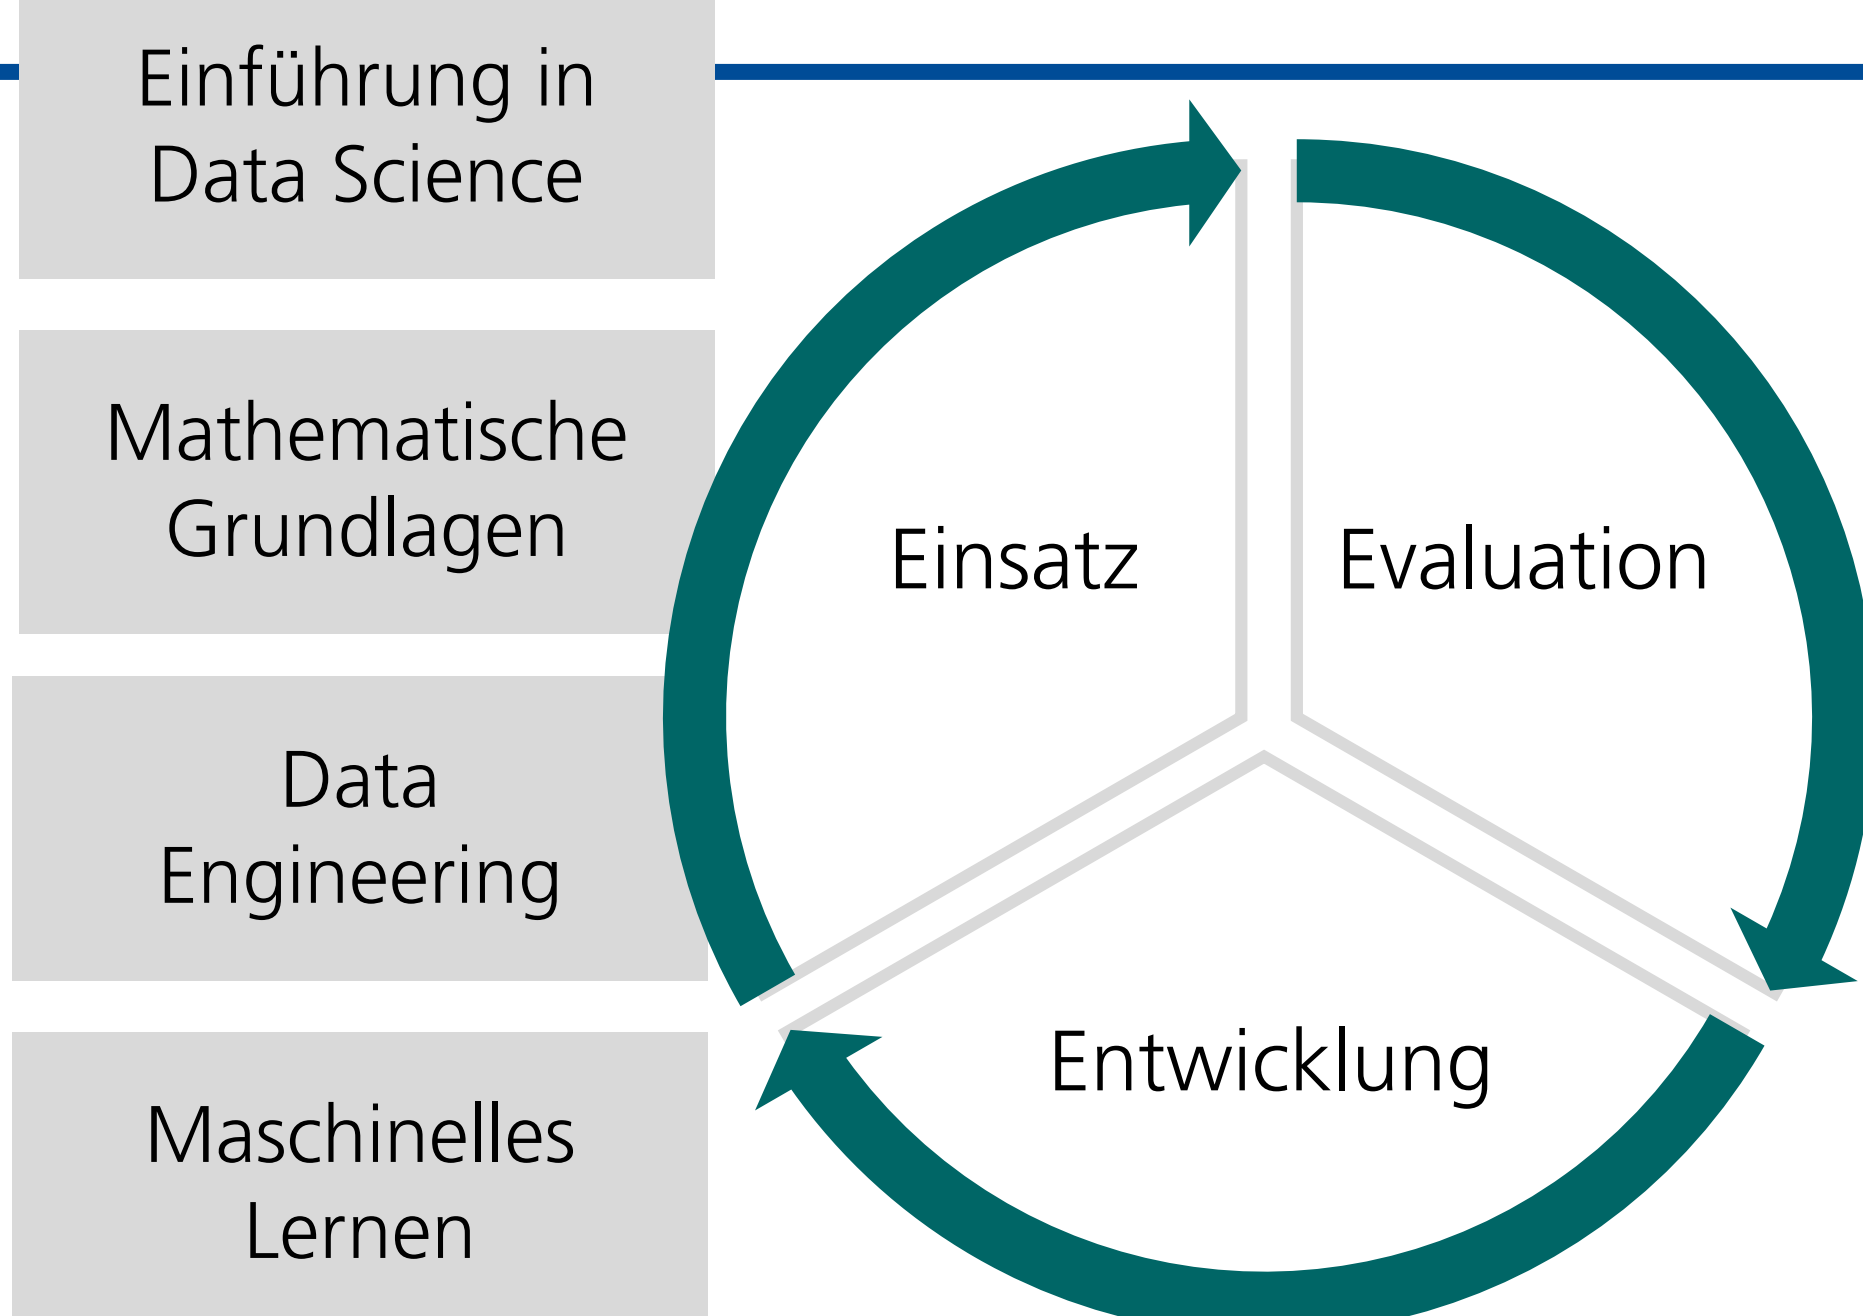 Einführung in
Data Science
Mathematische
Grundlagen
Data
Engineering
Maschinelles
Lernen
Einsatz
Evaluation
Entwicklung